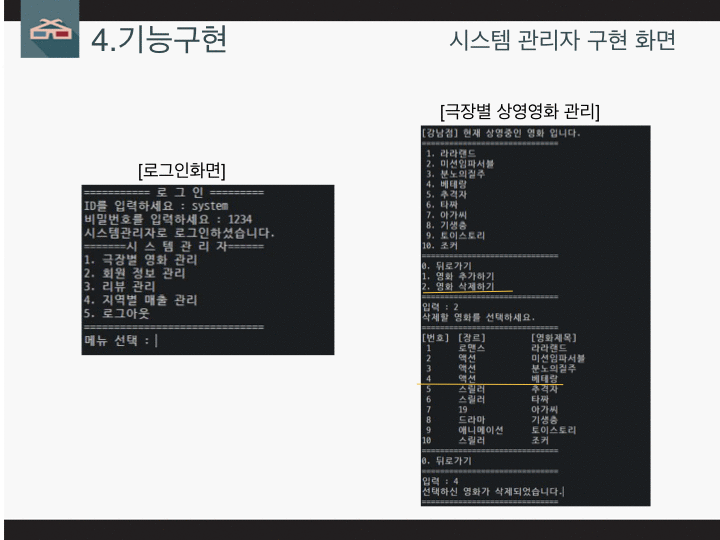 4.기능구현
시스템 관리자 구현 화면
[로그인화면]
=========== 로 그 인 =========
ID를 입력하세요 : system
비밀번호를 입력하세요 : 1234
시스템관리자로 로그인하셨습니다.
=======시 스 템 관 리 자======
1. 극장별 영화 관리
2. 회원 정보 관리
3. 리뷰 관리
4. 지역별 매출 관리
5. 로그아웃
==============================
메뉴 선택 :
[극장별 상영영화 관리]
[강남점] 현재 상영중인 영화 입니다.
==============================
1. 라라랜드
2. 미션임파서블
3. 분노의질주
4. 베테랑
5. 추격자
6. 타짜
7. 아가씨
8. 기생충
9. 토이스토리
10. 조커
==============================
0. 뒤로가기
1. 영화 추가하기
2. 영화 삭제하기
==============================
입력 : 2
삭제할 영화를 선택하세요.
==============================
[번호] [장르] [영화제목]
1 로맨스 라라랜드
2 액션 미션임파서블
3 액션 분노의질주
4 액션 베테랑
5 스릴러 추격자
6 스릴러 타짜
7 19 아가씨
8 드라마 기생충
9 애니메이션 토이스토리
10 스릴러 조커
==============================
0. 뒤로가기
==============================
입력 : 4
선택하신 영화가 삭제되었습니다.
==============================